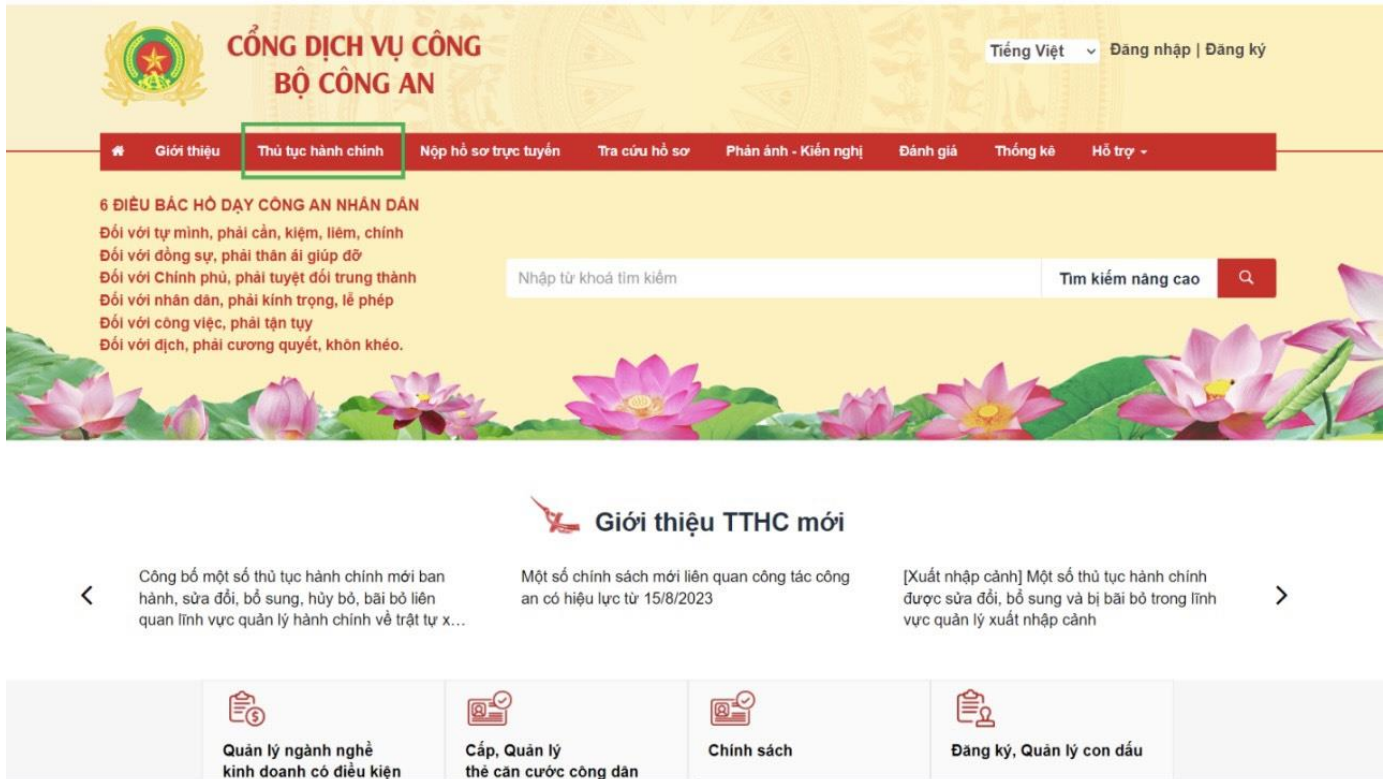 CỔNG DỊCH VỤ CÔNG
BỘ CÔNG AN
Tiếng Việt
Đăng nhập | Đăng ký
Giới thiệu
Thủ tục hành chính
Nộp hồ sơ trực tuyến
Tra cứu hồ sơ
Phản ánh - Kiến nghị
Đánh giá
Thống kê
Hỗ trợ
6 ĐIỀU BÁC HỒ DẠY CÔNG AN NHÂN DÂN
Đối với tự mình, phải cần, kiệm, liêm, chính
Đối với đồng sự, phải thân ái giúp đỡ
Đối với Chính phủ, phải tuyệt đối trung thành
Đối với nhân dân, phải kính trọng, lễ phép
Đối với công việc, phải tận tụy
Đối với địch, phải cương quyết, khôn khéo.
Nhập từ khoá tìm kiếm
Tìm kiếm nâng cao
Giới thiệu TTHC mới
Công bố một số thủ tục hành chính mới ban
hành, sửa đổi, bổ sung, hủy bỏ, bãi bỏ liên
quan lĩnh vực quản lý hành chính về trật tự x...
Một số chính sách mới liên quan công tác công
an có hiệu lực từ 15/8/2023
[Xuất nhập cảnh] Một số thủ tục hành chính
được sửa đổi, bổ sung và bị bãi bỏ trong lĩnh
vực quản lý xuất nhập cảnh
Quản lý ngành nghề
kinh doanh có điều kiện
Cấp, Quản lý
thẻ căn cước công dân
Chính sách
Đăng ký, Quản lý con dấu